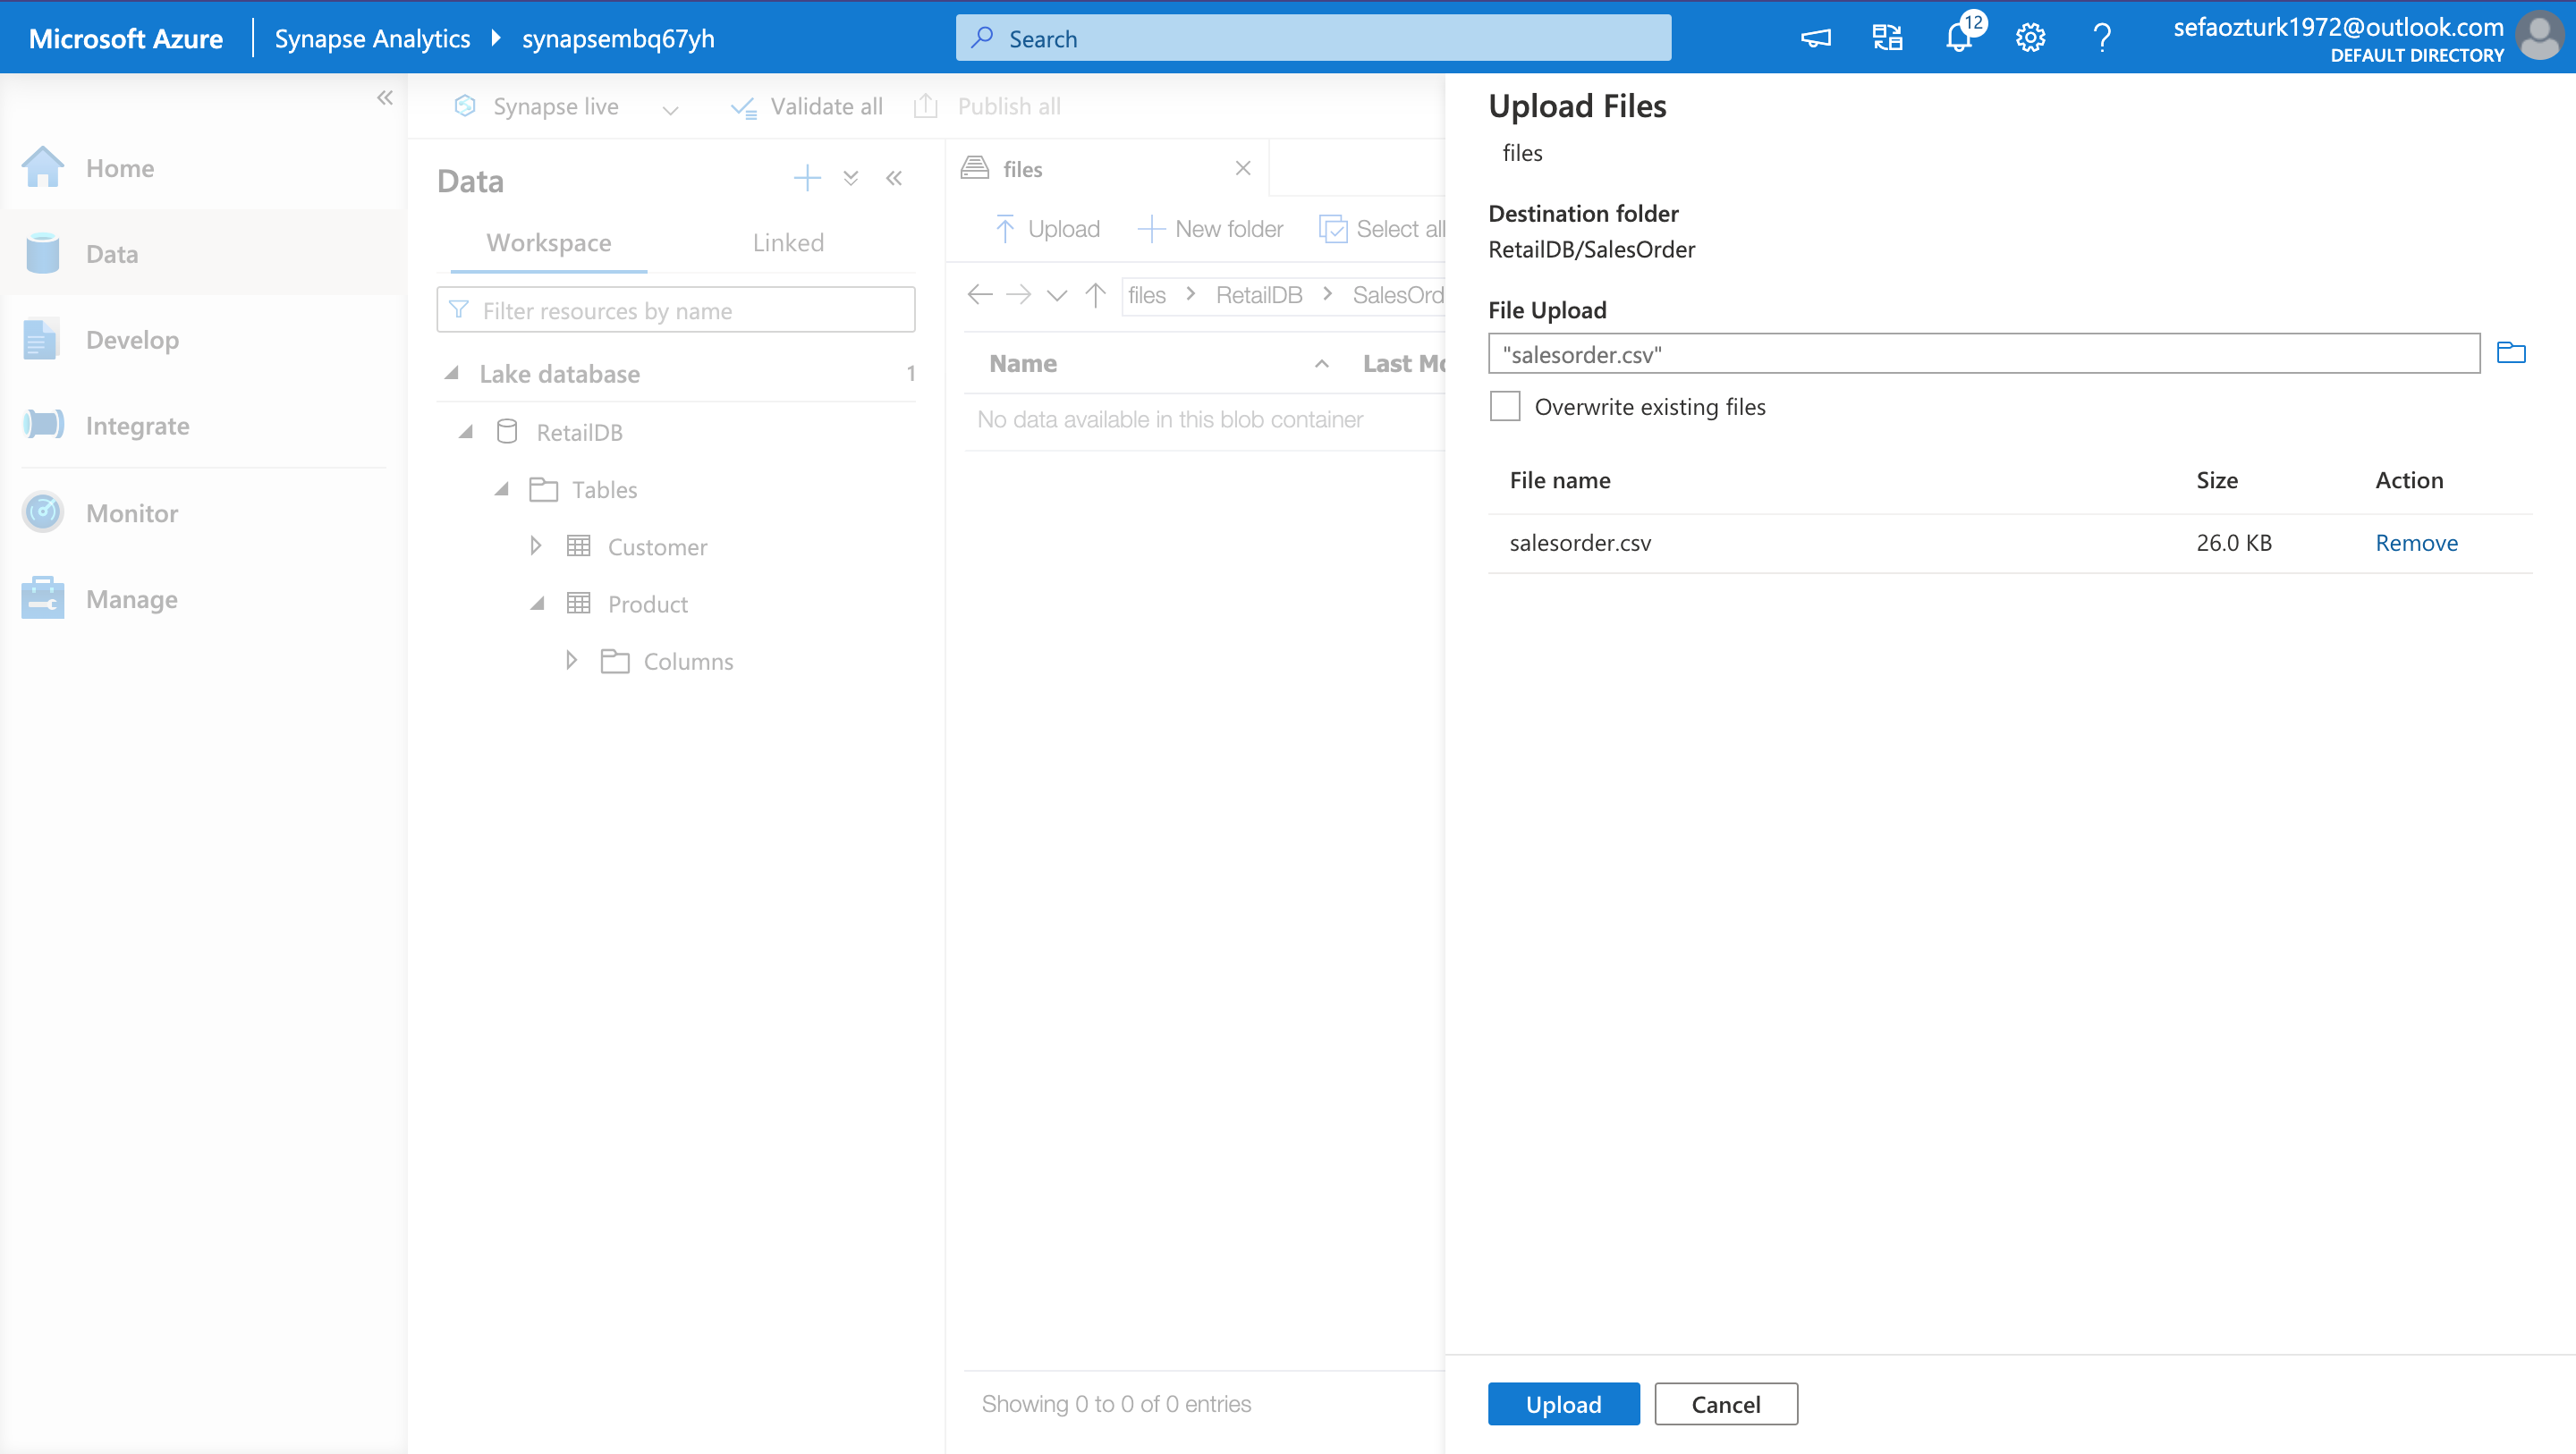 Microsoft Azure
Synapse Analytics
synapsembq67yh
Search
12
sefaozturk1972@outlook.com
DEFAULT DIRECTORY
Home
Data
Develop
Integrate
Monitor
Manage
Synapse live
Validate all
Publish all
Data
Workspace
Linked
Filter resources by name
Lake database
1
RetailDB
Tables
Customer
Product
Columns
files
Upload
New folder
Select all
files
RetailDB
SalesOrd
Name
Last Mo
No data available in this blob container
Showing 0 to 0 of 0 entries
Upload Files
files
Destination folder
RetailDB/SalesOrder
File Upload
"salesorder.csv"
Overwrite existing files
File name Size Action
salesorder.csv 26.0 KB Remove
Upload
Cancel